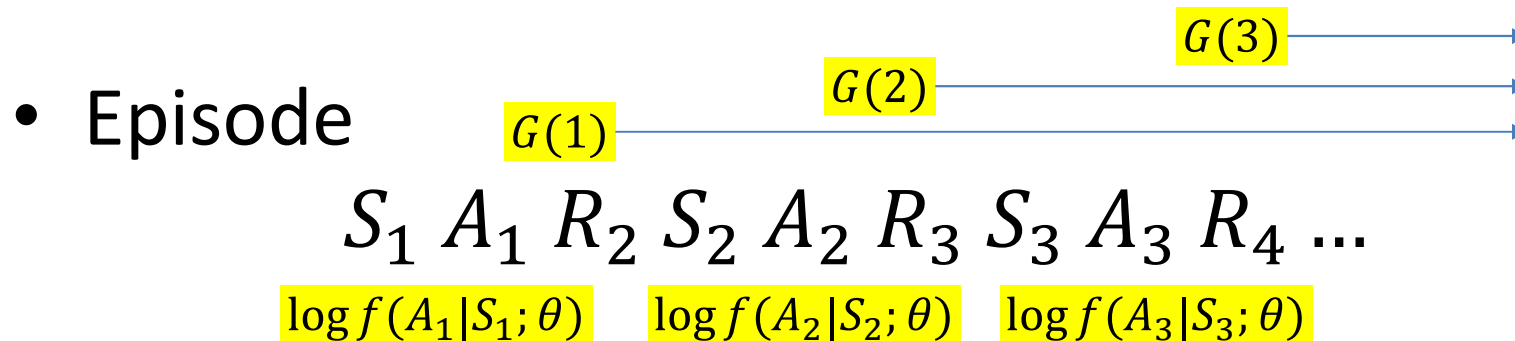 G(3)
G(2)
• Episode
G(1)
S₁ A₁ R₂ S₂ A₂ R₃ S₃ A₃ R₄ ...
log f(A₁|S₁; θ) log f(A₂|S₂; θ) log f(A₃|S₃; θ)